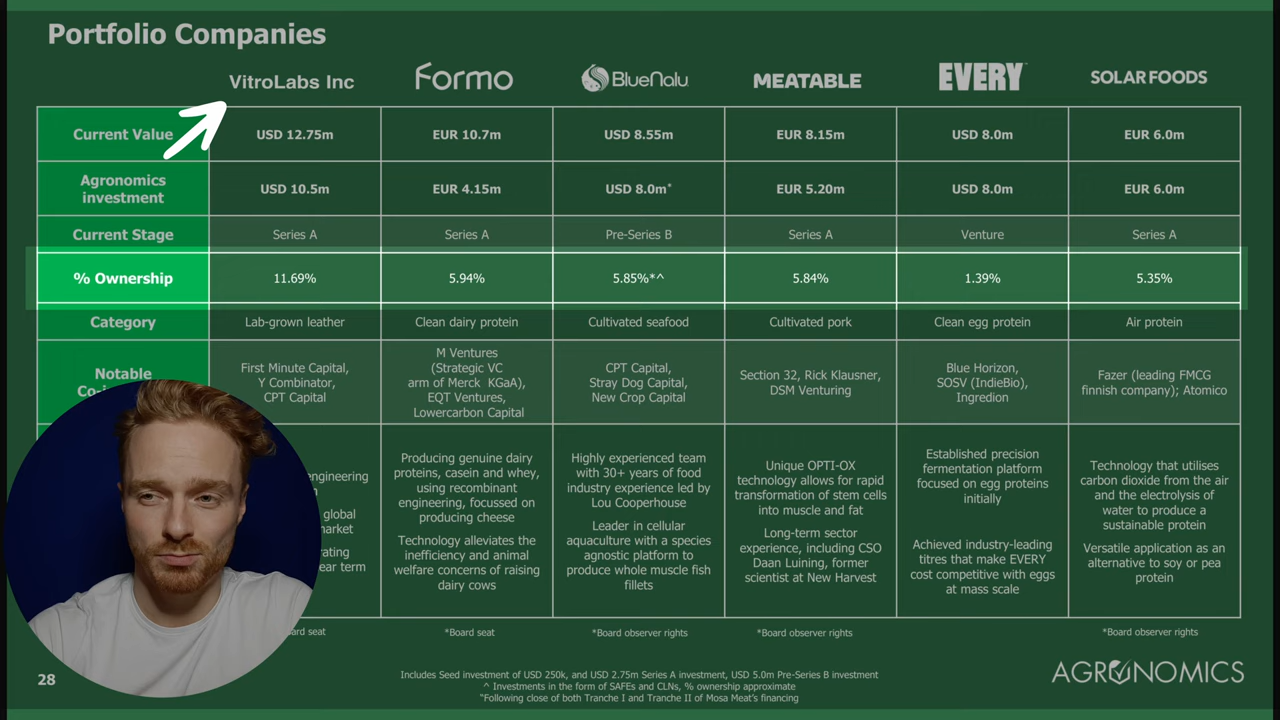 Portfolio Companies
VitroLabs Inc
Formo
BlueNalu
MEATABLE
EVERY™
SOLAR FOODS
Current Value
USD 12.75m
EUR 10.7m
USD 8.55m
EUR 8.15m
USD 8.0m
EUR 6.0m
Agronomics
investment
USD 10.5m
EUR 4.15m
USD 8.0m*
EUR 5.20m
USD 8.0m
EUR 6.0m
Current Stage
Series A
Series A
Pre-Series B
Series A
Venture
Series A
% Ownership
11.69%
5.94%
5.85%*^
5.84%
1.39%
5.35%
Category
Lab-grown leather
Clean dairy protein
Cultivated seafood
Cultivated pork
Clean egg protein
Air protein
Notable
First Minute Capital,
Y Combinator,
CPT Capital
M Ventures
(Strategic VC
arm of Merck KGaA),
EQT Ventures,
Lowercarbon Capital
CPT Capital,
Stray Dog Capital,
New Crop Capital
Section 32, Rick Klausner,
DSM Venturing
Blue Horizon,
SOSV (IndieBio),
Ingredion
Fazer (leading FMCG
finnish company); Atomico
global
term
Producing genuine dairy
proteins, casein and whey,
using recombinant
engineering, focussed on
producing cheese
Technology alleviates the
inefficiency and animal
welfare concerns of raising
dairy cows
Highly experienced team
with 30+ years of food
industry experience led by
Lou Cooperhouse
Leader in cellular
aquaculture with a species
agnostic platform to
produce whole muscle fish
fillets
Unique OPTI-OX
technology allows for rapid
transformation of stem cells
into muscle and fat
Long-term sector
experience, including CSO
Daan Luining, former
scientist at New Harvest
Established precision
fermentation platform
focused on egg proteins
initially
Achieved industry-leading
titres that make EVERY
cost competitive with eggs
at mass scale
Technology that utilises
carbon dioxide from the air
and the electrolysis of
water to produce a
sustainable protein
Versatile application as an
alternative to soy or pea
protein
seat
*Board seat
*Board observer rights
*Board observer rights
*Board observer rights
28
Includes Seed investment of USD 250k, and USD 2.75m Series A investment, USD 5.0m Pre-Series B investment
^ Investments in the form of SAFEs and CLNs, % ownership approximate
"Following close of both Tranche I and Tranche II of Mosa Meat's financing
AGRONOMICS